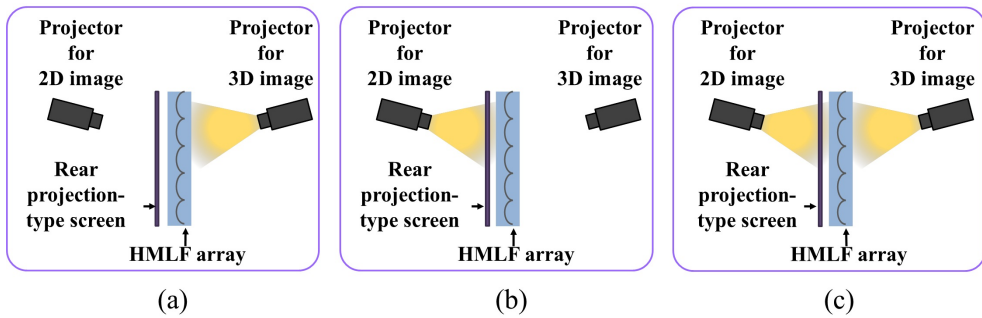 Projector
for
2D image
Projector
for
3D image
Rear
projection-
type screen
HMLF array
(a)
Projector
for
2D image
Projector
for
3D image
Rear
projection-
type screen
HMLF array
(b)
Projector
for
2D image
Projector
for
3D image
Rear
projection-
type screen
HMLF array
(c)